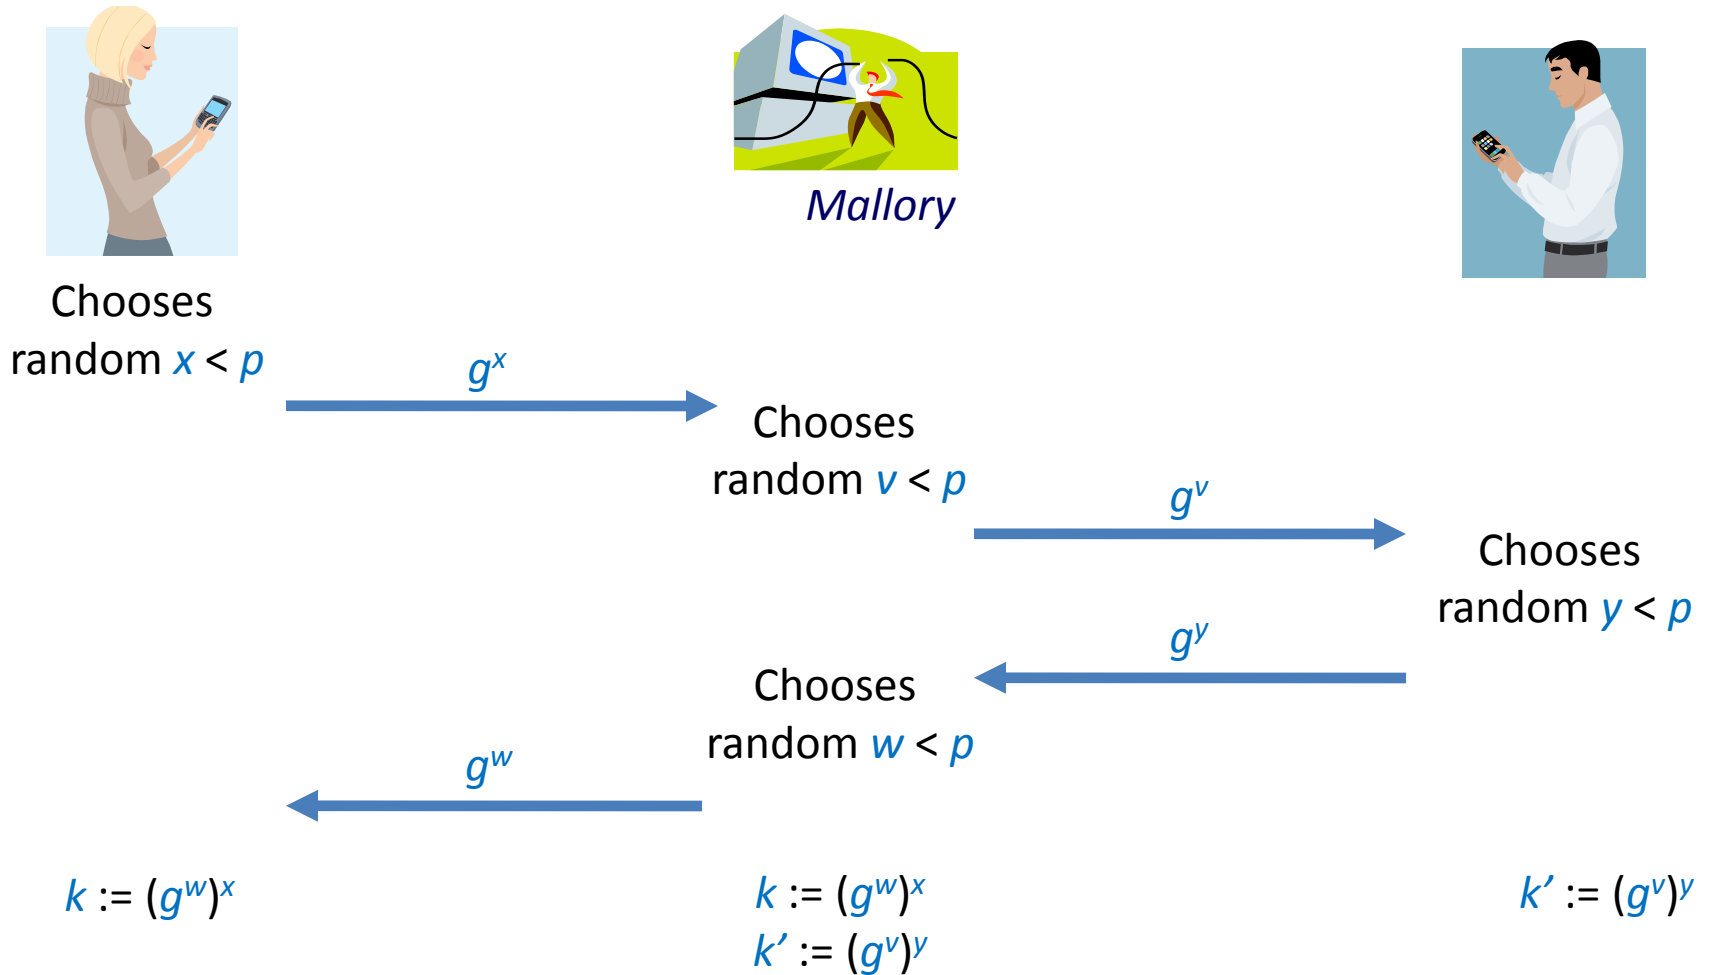 Mallory
Chooses
random x < p
gˣ
Chooses
random v < p
gᵛ
Chooses
random y < p
gʸ
Chooses
random w < p
gʷ
k := (gʷ)ˣ
k := (gʷ)ˣ
k’ := (gᵛ)ʸ
k’ := (gᵛ)ʸ